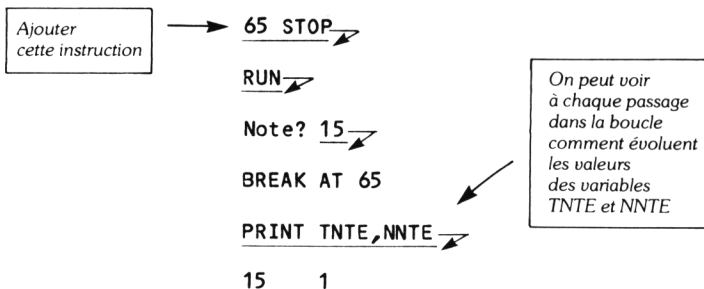 Ajouter
cette instruction
65 STOP
RUN
Note? 15
BREAK AT 65
PRINT TNTE,NNTE
15 1
On peut voir
à chaque passage
dans la boucle
comment évoluent
les valeurs
des variables
TNTE et NNTE